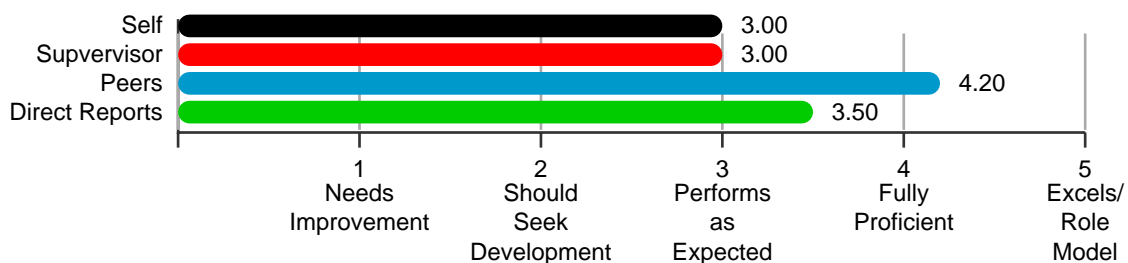 Self 3.00
Supvervisor 3.00
Peers 4.20
Direct Reports 3.50
1 2 3 4 5
Needs Should Performs Fully Excels/
Improvement Seek as Proficient Role
Development Expected Model